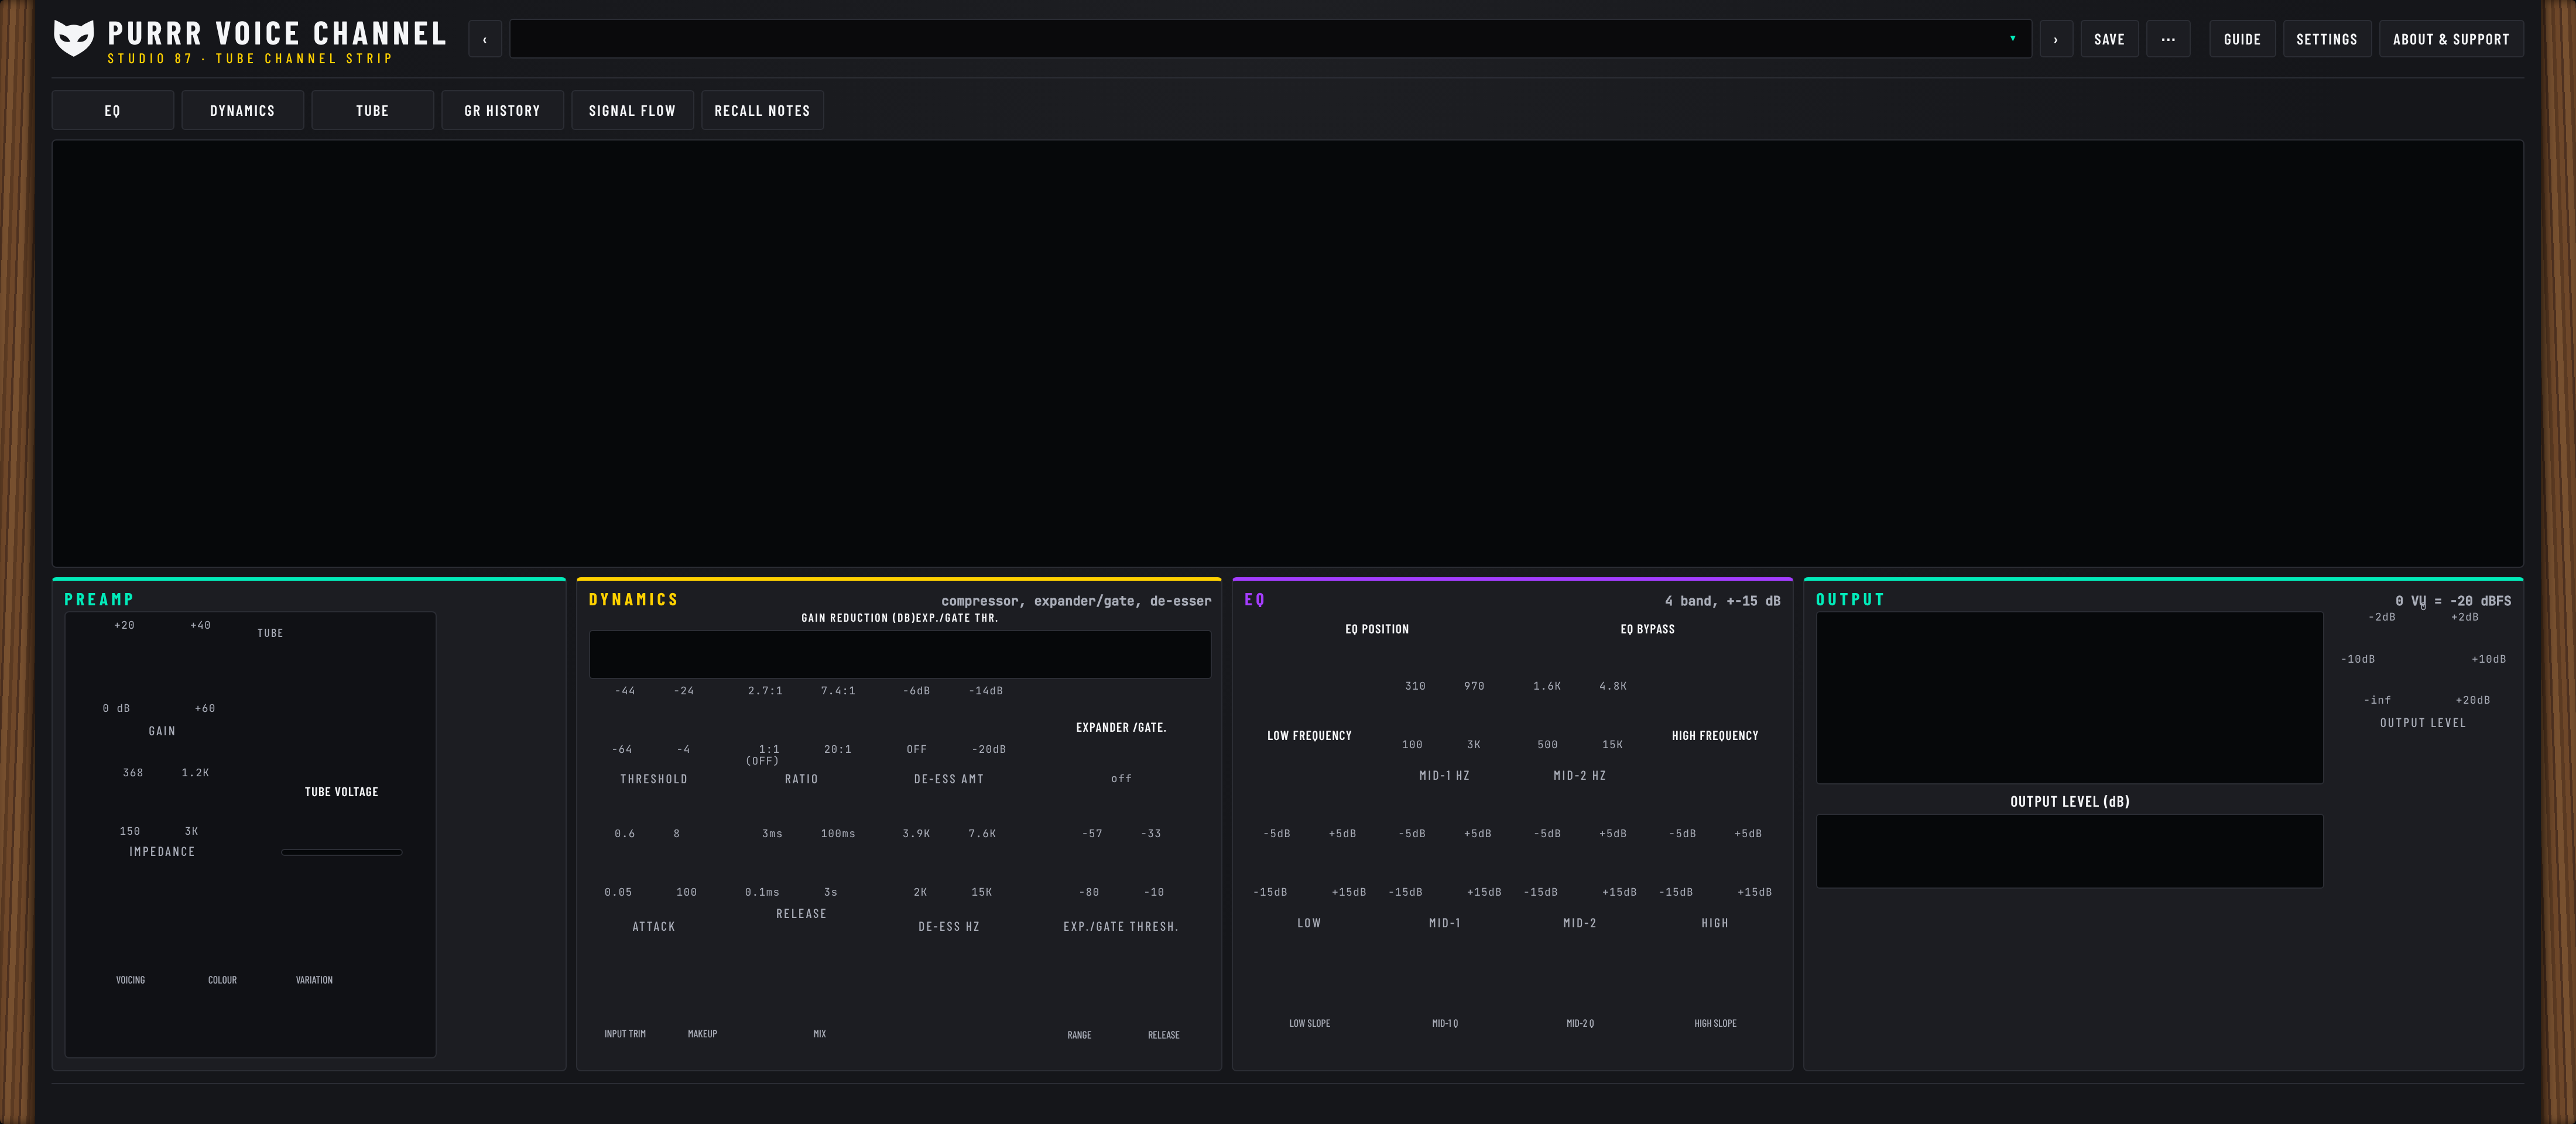 PURRR VOICE CHANNEL
STUDIO 87 · TUBE CHANNEL STRIP
‹
›
SAVE
...
GUIDE
SETTINGS
ABOUT & SUPPORT
EQ
DYNAMICS
TUBE
GR HISTORY
SIGNAL FLOW
RECALL NOTES
PREAMP
+20 +40
TUBE
0 dB +60
GAIN
368 1.2K
TUBE VOLTAGE
150 3K
IMPEDANCE
VOICING COLOUR VARIATION
DYNAMICS
compressor, expander/gate, de-esser
GAIN REDUCTION (DB)EXP./GATE THR.
-44 -24 2.7:1 7.4:1 -6dB -14dB
EXPANDER /GATE.
-64 -4 1:1 20:1 OFF -20dB
(OFF)
THRESHOLD RATIO DE-ESS AMT off
0.6 8 3ms 100ms 3.9K 7.6K -57 -33
0.05 100 0.1ms 3s 2K 15K -80 -10
RELEASE
ATTACK DE-ESS HZ EXP./GATE THRESH.
INPUT TRIM MAKEUP MIX RANGE RELEASE
EQ
4 band, +-15 dB
EQ POSITION EQ BYPASS
310 970 1.6K 4.8K
LOW FREQUENCY HIGH FREQUENCY
100 3K 500 15K
MID-1 HZ MID-2 HZ
-5dB +5dB -5dB +5dB -5dB +5dB -5dB +5dB
-15dB +15dB -15dB +15dB -15dB +15dB -15dB +15dB
LOW MID-1 MID-2 HIGH
LOW SLOPE MID-1 Q MID-2 Q HIGH SLOPE
OUTPUT
0 VU = -20 dBFS
0
-2dB +2dB
-10dB +10dB
-inf +20dB
OUTPUT LEVEL
OUTPUT LEVEL (dB)